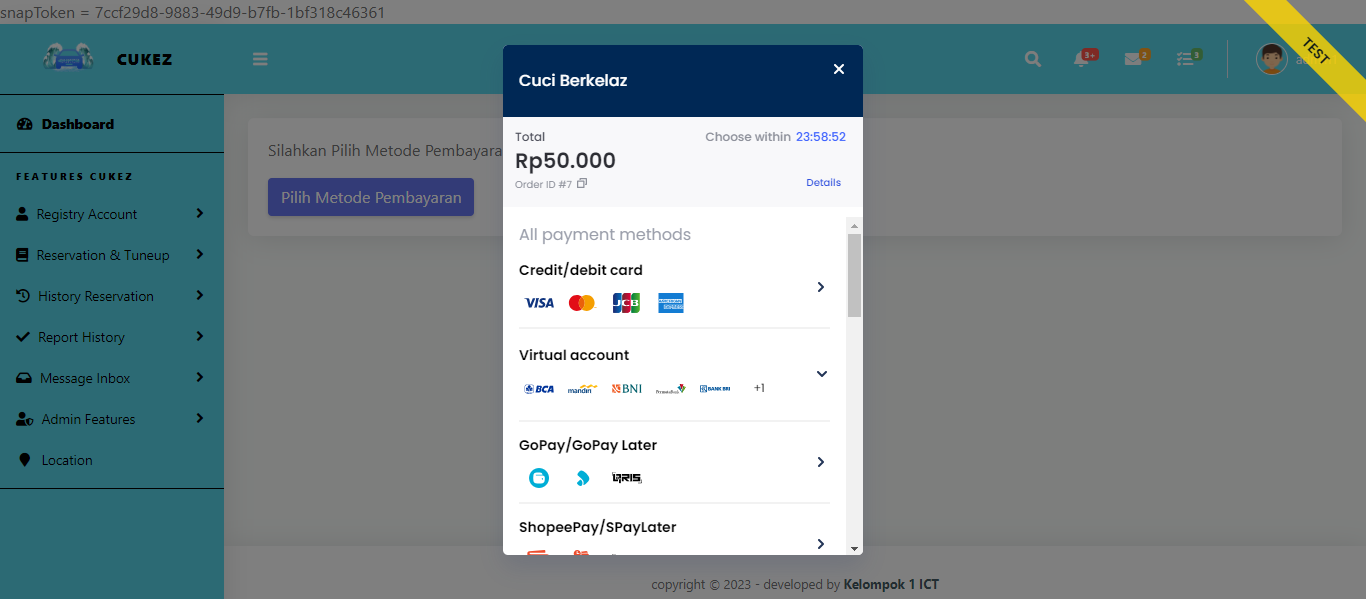 snapToken = 7ccf29d8-9883-49d9-b7fb-1bf318c46361
CUKEZ
3+
2
3
TEST
Dashboard
FEATURES CUKEZ
Registry Account
Reservation & Tuneup
History Reservation
Report History
Message Inbox
Admin Features
Location
Silahkan Pilih Metode Pembayara
Pilih Metode Pembayaran
Cuci Berkelaz
Total
Choose within 23:58:52
Rp50.000
Order ID #7
Details
All payment methods
Credit/debit card
VISA
JCB
Virtual account
BCA
mandiri
BNI
PermataBank
BANK BRI
+1
GoPay/GoPay Later
QRIS
ShopeePay/SPayLater
copyright © 2023 - developed by Kelompok 1 ICT